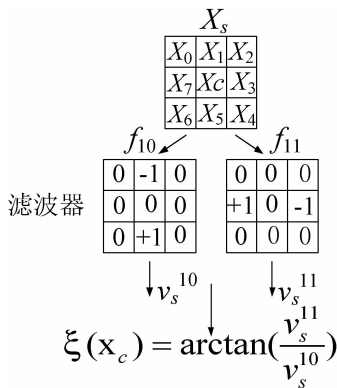 X_s
X_0 X_1 X_2
X_7 Xc X_3
X_6 X_5 X_4
f_10 f_11
滤波器
0 -1 0 0 0 0
0 0 0 +1 0 -1
0 +1 0 0 0 0
v_s^10 v_s^11
ξ(x_c) = arctan(v_s^11 / v_s^10)